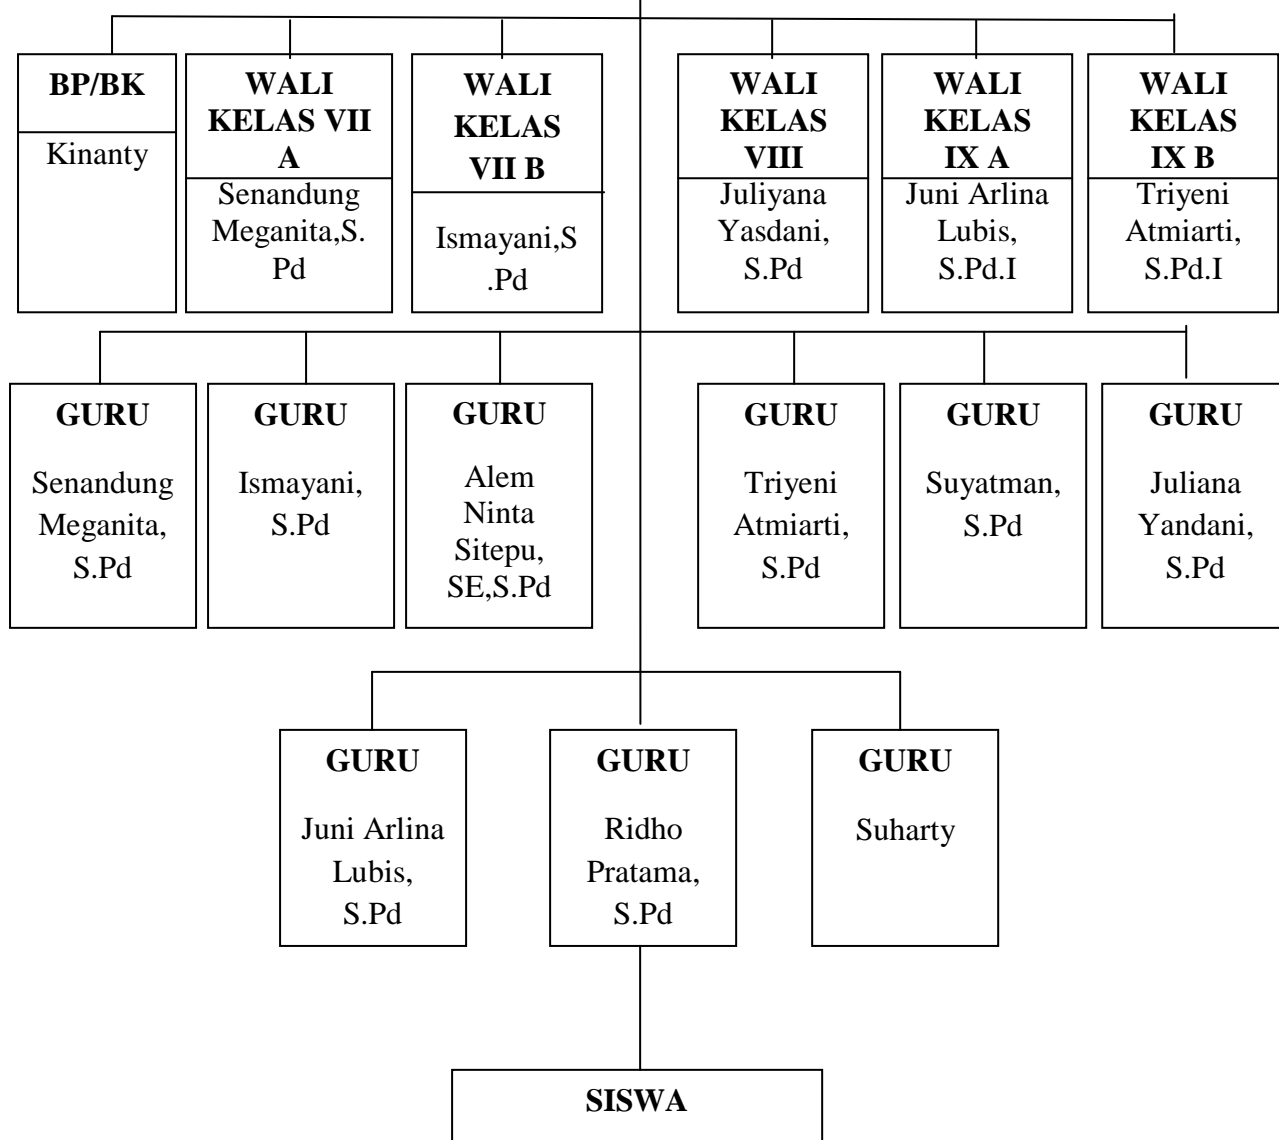 BP/BK
Kinanty
WALI
KELAS VII
A
Senandung
Meganita,S.
Pd
WALI
KELAS
VII B
Ismayani,S
.Pd
WALI
KELAS
VIII
Juliyana
Yasdani,
S.Pd
WALI
KELAS
IX A
Juni Arlina
Lubis,
S.Pd.I
WALI
KELAS
IX B
Triyeni
Atmiarti,
S.Pd.I
GURU
Senandung
Meganita,
S.Pd
GURU
Ismayani,
S.Pd
GURU
Alem
Ninta
Sitepu,
SE,S.Pd
GURU
Triyeni
Atmiarti,
S.Pd
GURU
Suyatman,
S.Pd
GURU
Juliana
Yandani,
S.Pd
GURU
Juni Arlina
Lubis,
S.Pd
GURU
Ridho
Pratama,
S.Pd
GURU
Suharty
SISWA